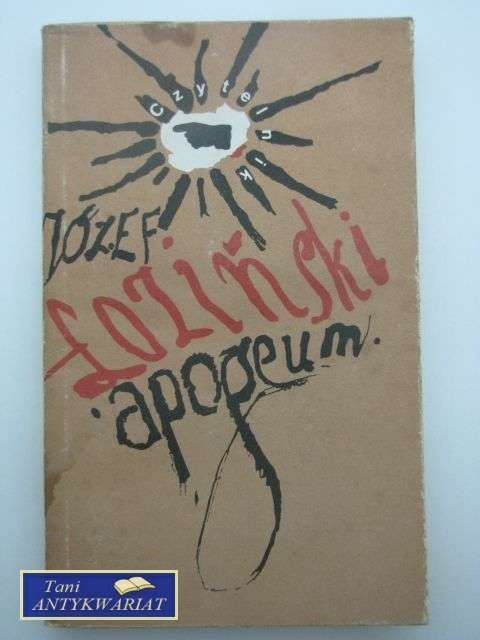 Czytelnik
JÓZEF
Łoziński
apogeum.
Tani
ANTYKWARIAT